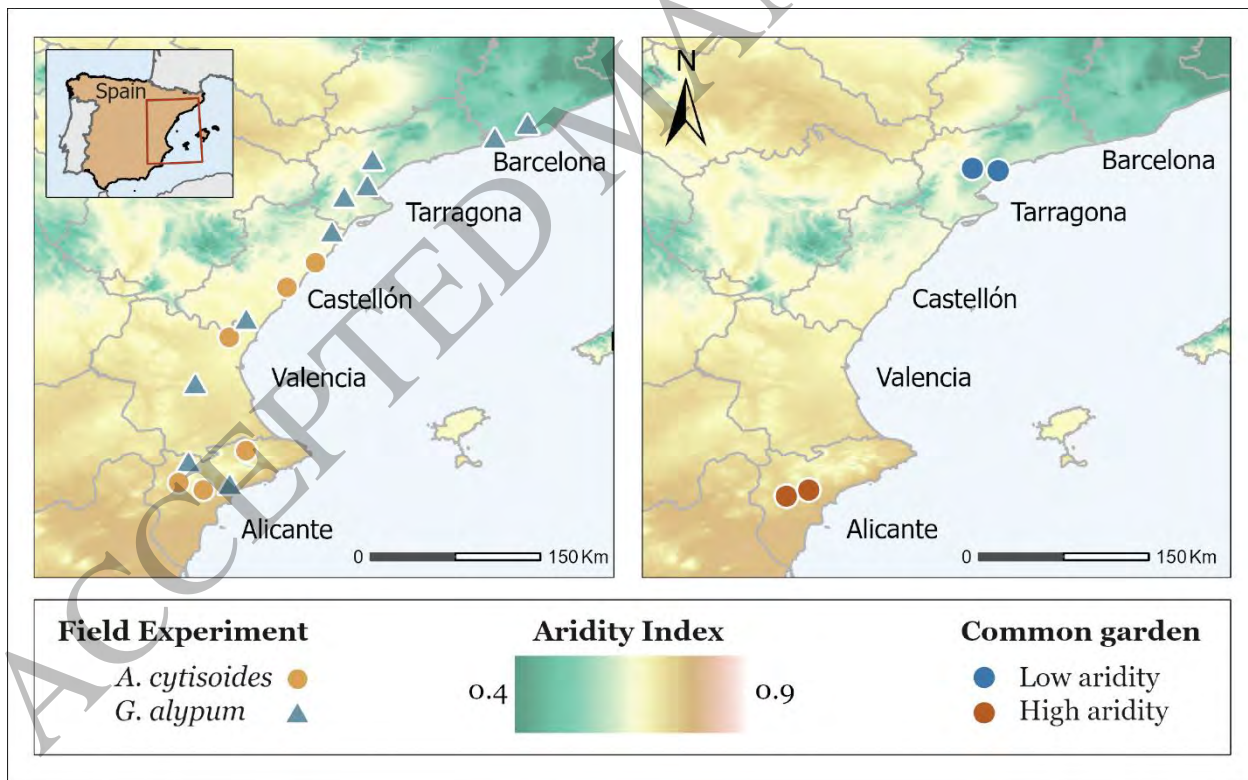 Spain
Barcelona
Tarragona
Castellón
Valencia
Alicante
0 150 Km
N
Barcelona
Tarragona
Castellón
Valencia
Alicante
0 150 Km
Field Experiment
A. cytisoides
G. alypum
Aridity Index
0.4 0.9
Common garden
Low aridity
High aridity
ACCEPTED MA